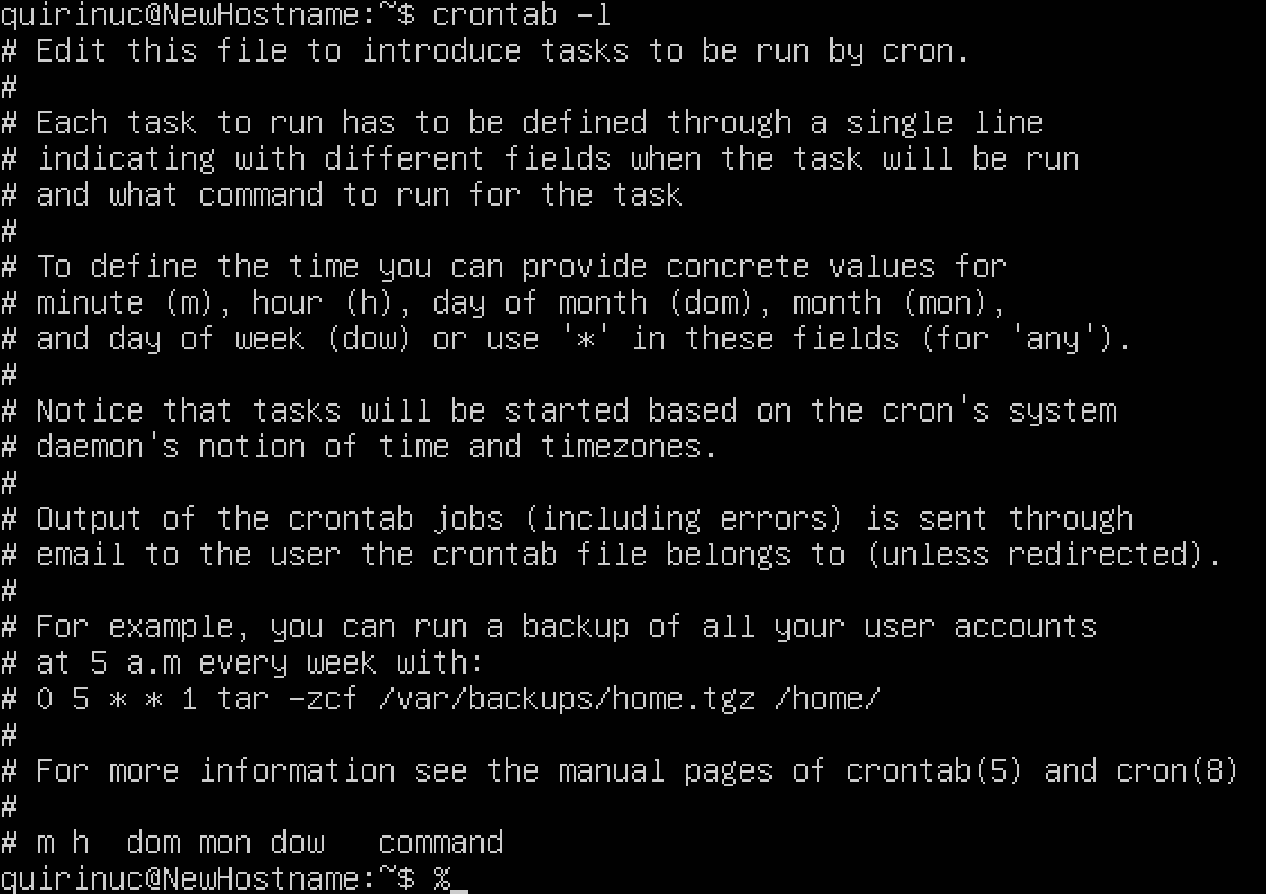 quirinuc@NewHostname:~$ crontab -l
# Edit this file to introduce tasks to be run by cron.
#
# Each task to run has to be defined through a single line
# indicating with different fields when the task will be run
# and what command to run for the task
#
# To define the time you can provide concrete values for
# minute (m), hour (h), day of month (dom), month (mon),
# and day of week (dow) or use '*' in these fields (for 'any').
#
# Notice that tasks will be started based on the cron's system
# daemon's notion of time and timezones.
#
# Output of the crontab jobs (including errors) is sent through
# email to the user the crontab file belongs to (unless redirected).
#
# For example, you can run a backup of all your user accounts
# at 5 a.m every week with:
# 0 5 * * 1 tar -zcf /var/backups/home.tgz /home/
#
# For more information see the manual pages of crontab(5) and cron(8)
#
# m h  dom mon dow   command
quirinuc@NewHostname:~$ %_